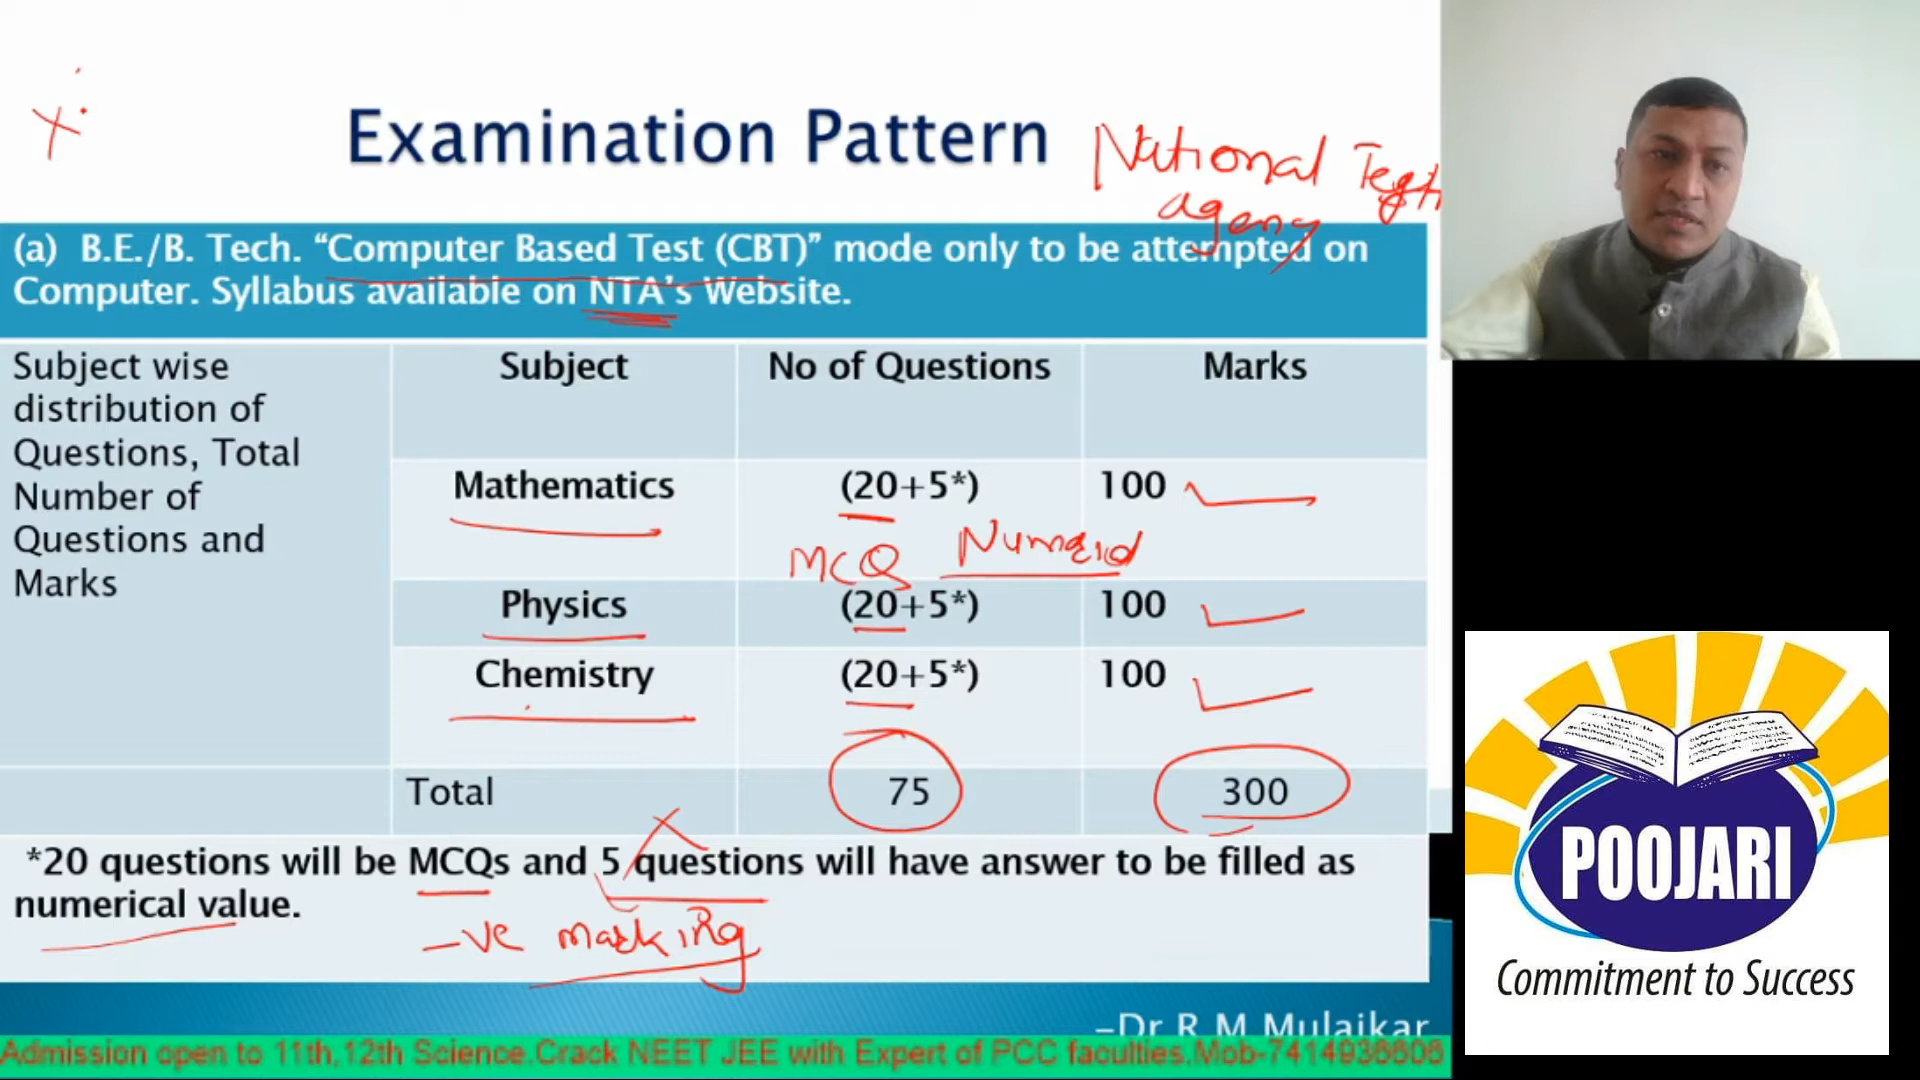 Examination Pattern
National
agency
(a) B.E./B. Tech. “Computer Based Test (CBT)” mode only to be attempted on
Computer. Syllabus available on NTA's Website.
Subject wise
distribution of
Questions, Total
Number of
Questions and
Marks
Subject No of Questions Marks
Mathematics (20+5*) 100
MCQ
Physics (20+5*) 100
Chemistry (20+5*) 100
Total 75 300
*20 questions will be MCQs and 5 questions will have answer to be filled as
numerical value.
-ve marking
-Dr R M Mulaikar
Admission open to 11th,12th Science.Crack NEET JEE with Expert of PCC faculties.Mob-7414936606
POOJARI
Commitment to Success